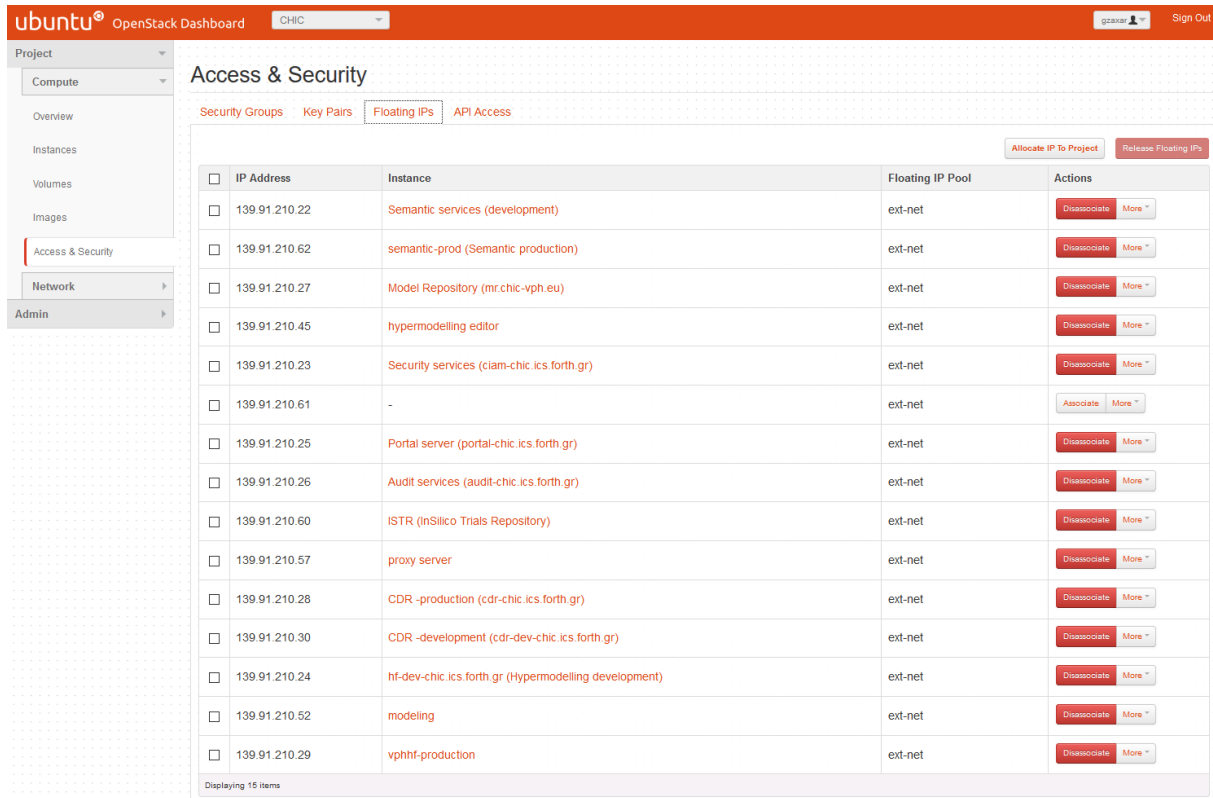 ubuntu® OpenStack Dashboard CHIC gzaxar Sign Out
Project
Compute
Overview
Instances
Volumes
Images
Access & Security
Network
Admin
Access & Security
Security Groups Key Pairs Floating IPs API Access
Allocate IP To Project Release Floating IPs
IP Address Instance Floating IP Pool Actions
139.91.210.22 Semantic services (development) ext-net Disassociate More
139.91.210.62 semantic-prod (Semantic production) ext-net Disassociate More
139.91.210.27 Model Repository (mr.chic-vph.eu) ext-net Disassociate More
139.91.210.45 hypermodelling editor ext-net Disassociate More
139.91.210.23 Security services (ciam-chic.ics.forth.gr) ext-net Disassociate More
139.91.210.61 - ext-net Associate More
139.91.210.25 Portal server (portal-chic.ics.forth.gr) ext-net Disassociate More
139.91.210.26 Audit services (audit-chic.ics.forth.gr) ext-net Disassociate More
139.91.210.60 ISTR (InSilico Trials Repository) ext-net Disassociate More
139.91.210.57 proxy server ext-net Disassociate More
139.91.210.28 CDR -production (cdr-chic.ics.forth.gr) ext-net Disassociate More
139.91.210.30 CDR -development (cdr-dev-chic.ics.forth.gr) ext-net Disassociate More
139.91.210.24 hf-dev-chic.ics.forth.gr (Hypermodelling development) ext-net Disassociate More
139.91.210.52 modeling ext-net Disassociate More
139.91.210.29 vphhf-production ext-net Disassociate More
Displaying 15 items